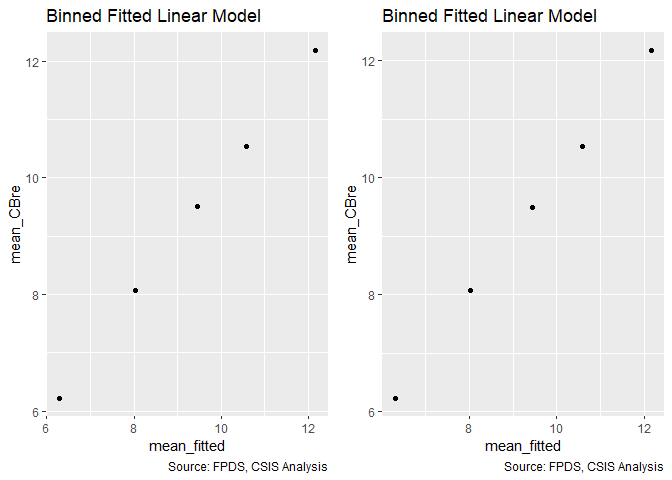 Binned Fitted Linear Model
12
10
8
6
mean_CBre
6
8
10
12
mean_fitted
Source: FPDS, CSIS Analysis
Binned Fitted Linear Model
12
10
8
6
mean_CBre
8
10
12
mean_fitted
Source: FPDS, CSIS Analysis